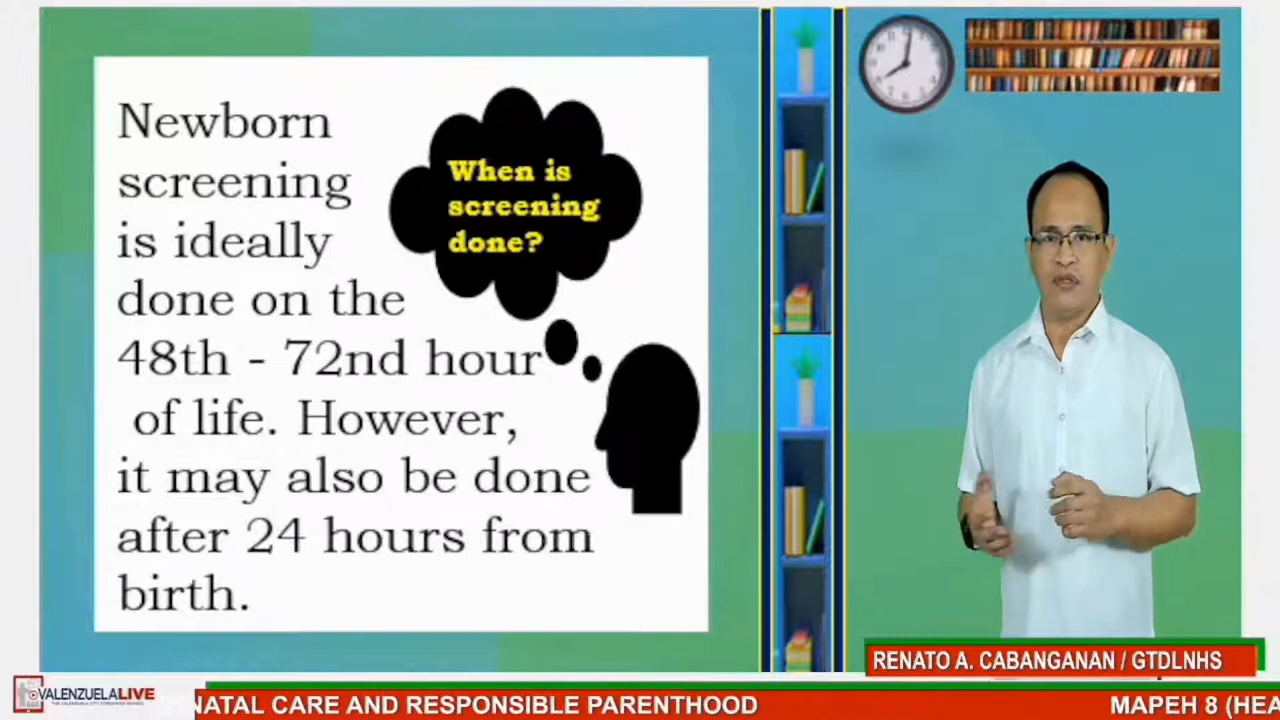 Newborn
screening
is ideally
done on the
48th - 72nd hour
of life. However,
it may also be done
after 24 hours from
birth.
When is
screening
done?
RENATO A. CABANGANAN / GTDLNHS
VALENZUELALIVE
NATAL CARE AND RESPONSIBLE PARENTHOOD
MAPEH 8 (HEA